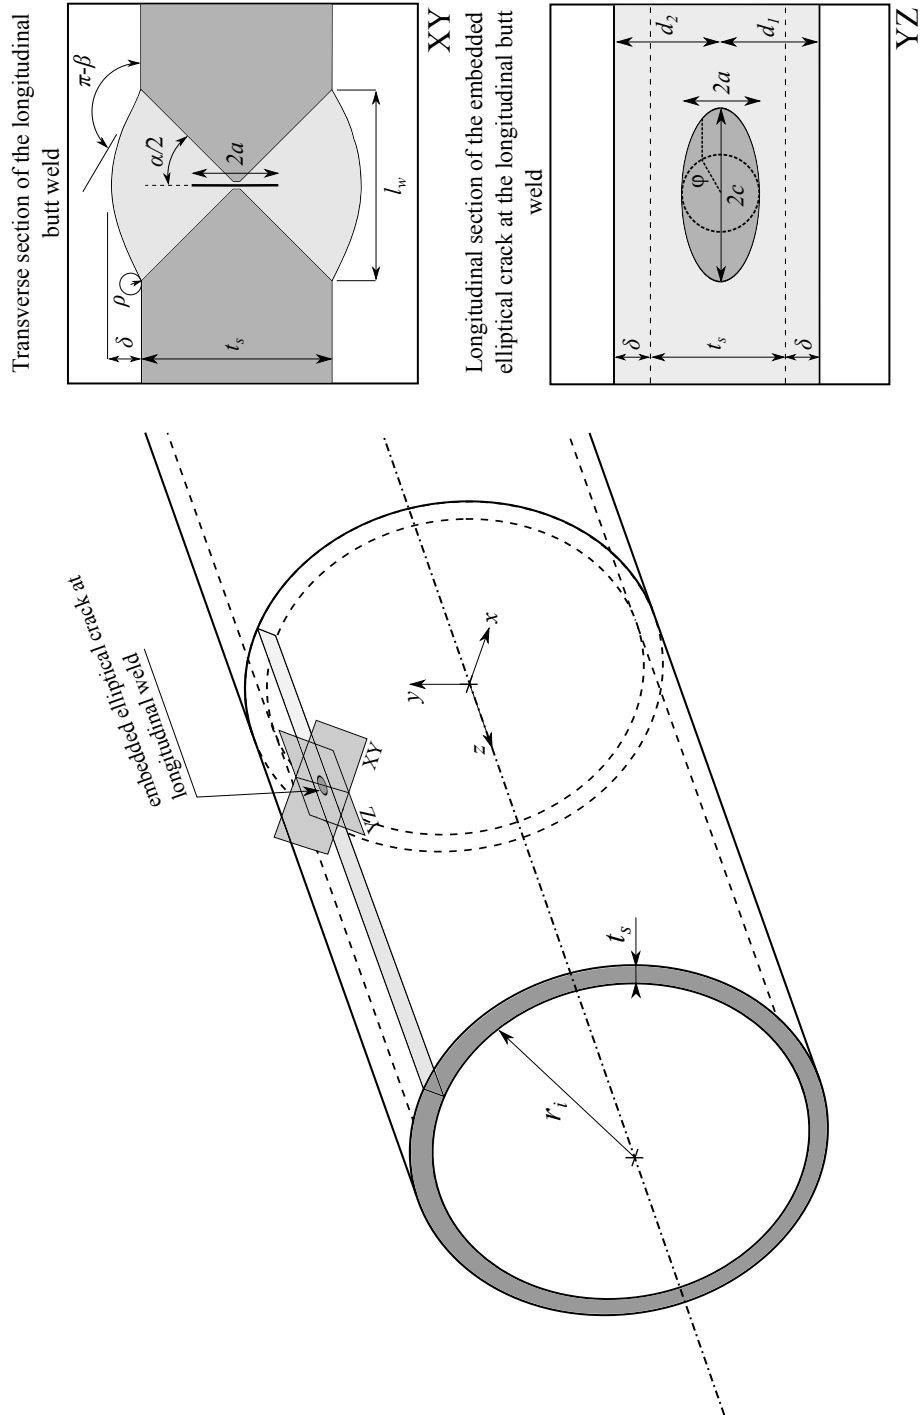 Transverse section of the longitudinal
butt weld
π-β
α/2
2a
ρ
δ
t_s
l_w
XY
Longitudinal section of the embedded
elliptical crack at the longitudinal butt
weld
d_2
d_1
2a
φ
2c
δ
t_s
δ
YZ
embedded elliptical crack at
longitudinal weld
XY
YZ
y
x
z
t_s
r_i